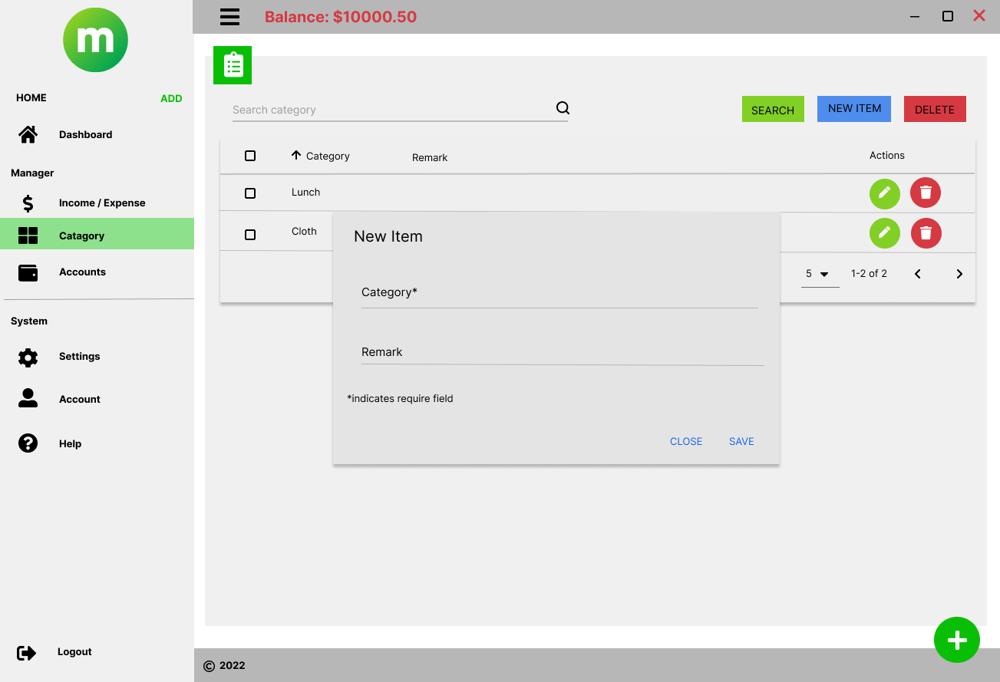 m
Balance: $10000.50
HOME
ADD
Dashboard
Manager
Income / Expense
Catagory
Accounts
System
Settings
Account
Help
Logout
Search category
SEARCH
NEW ITEM
DELETE
Category
Remark
Actions
Lunch
Cloth
5
1-2 of 2
New Item
Category*
Remark
*indicates require field
CLOSE
SAVE
© 2022